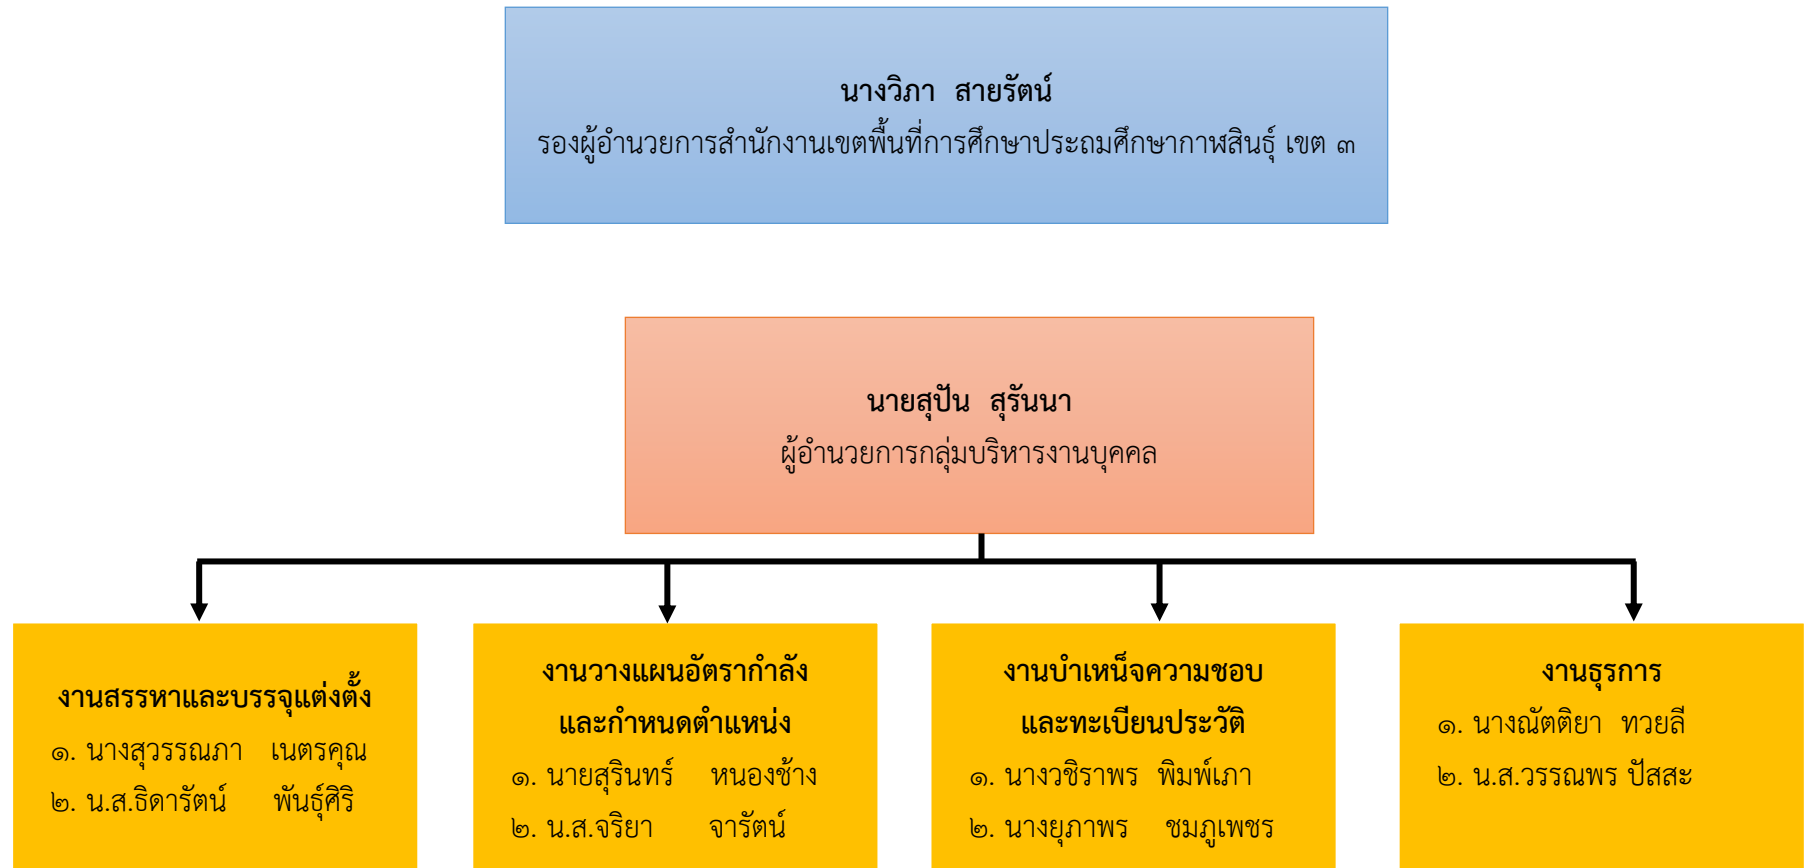 นางวิภา สายรัตน์
รองผู้อำนวยการสำนักงานเขตพื้นที่การศึกษาประถมศึกษากาฬสินธุ์ เขต ๓
นายสุปัน สุรันนา
ผู้อำนวยการกลุ่มบริหารงานบุคคล
งานสรรหาและบรรจุแต่งตั้ง
๑. นางสุวรรณภา เนตรคุณ
๒. น.ส.ธิดารัตน์ พันธุ์ศิริ
งานวางแผนอัตรากำลัง
และกำหนดตำแหน่ง
๑. นายสุรินทร์ หนองช้าง
๒. น.ส.จริยา จารัตน์
งานบำเหน็จความชอบ
และทะเบียนประวัติ
๑. นางวชิราพร พิมพ์เภา
๒. นางยุภาพร ชมภูเพชร
งานธุรการ
๑. นางณัตติยา ทวยลี
๒. น.ส.วรรณพร ปัสสะ